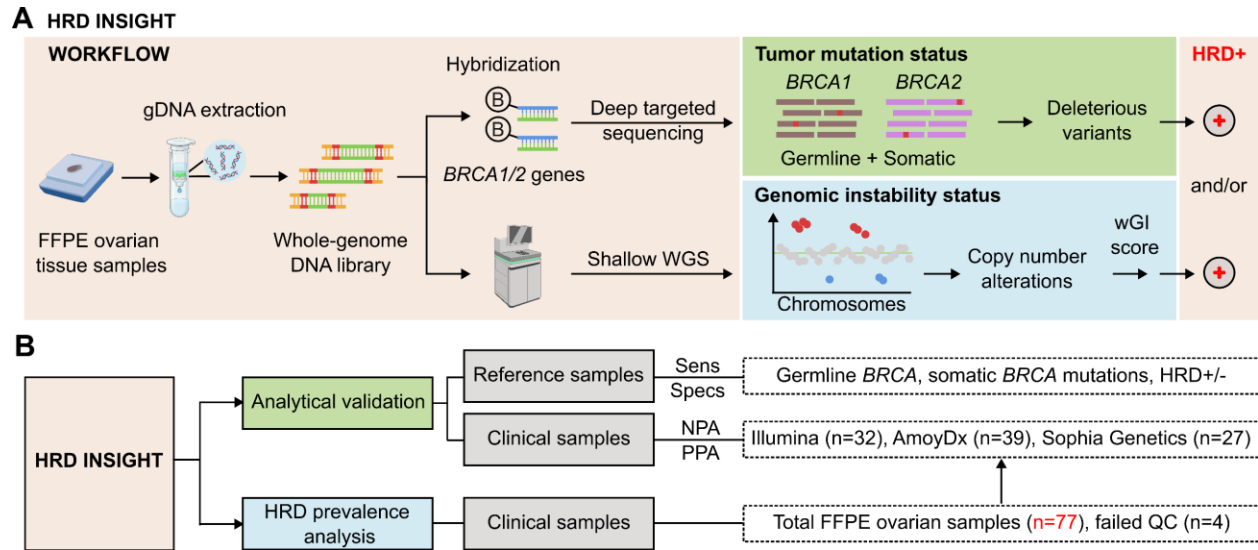 A HRD INSIGHT
WORKFLOW
gDNA extraction
FFPE ovarian
tissue samples
Whole-genome
DNA library
Hybridization
B
B
BRCA1/2 genes
Deep targeted
sequencing
Shallow WGS
Tumor mutation status
BRCA1 BRCA2
Germline + Somatic
Deleterious
variants
Genomic instability status
Chromosomes
Copy number
alterations
wGI
score
HRD+
+
and/or
+
B
HRD INSIGHT
Analytical validation
HRD prevalence
analysis
Reference samples
Clinical samples
Clinical samples
Sens
Specs
NPA
PPA
Germline BRCA, somatic BRCA mutations, HRD+/-
Illumina (n=32), AmoyDx (n=39), Sophia Genetics (n=27)
Total FFPE ovarian samples (n=77), failed QC (n=4)